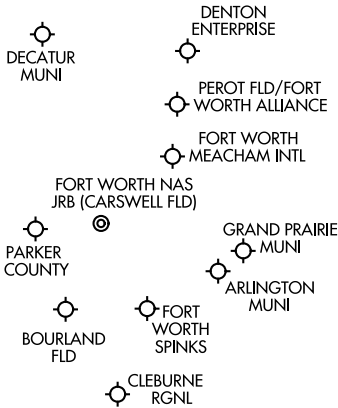 DENTON
ENTERPRISE
DECATUR
MUNI
PEROT FLD/FORT
WORTH ALLIANCE
FORT WORTH
MEACHAM INTL
FORT WORTH NAS
JRB (CARSWELL FLD)
GRAND PRAIRIE
MUNI
PARKER
COUNTY
ARLINGTON
MUNI
BOURLAND
FLD
FORT
WORTH
SPINKS
CLEBURNE
RGNL